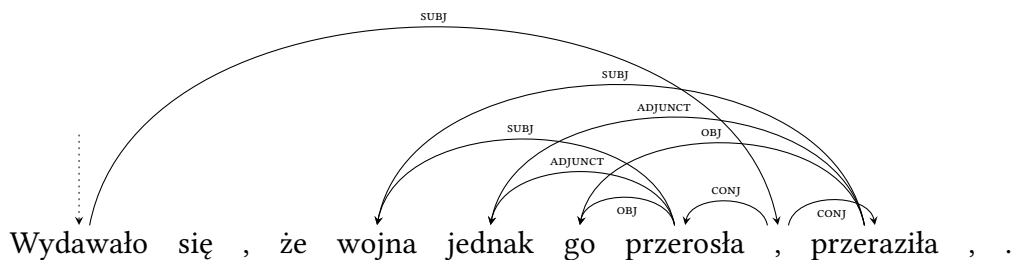 SUBJ
SUBJ
ADJUNCT
SUBJ
OBJ
ADJUNCT
CONJ
OBJ
CONJ
Wydawało się , że wojna jednak go przerosła , przeraziła , .